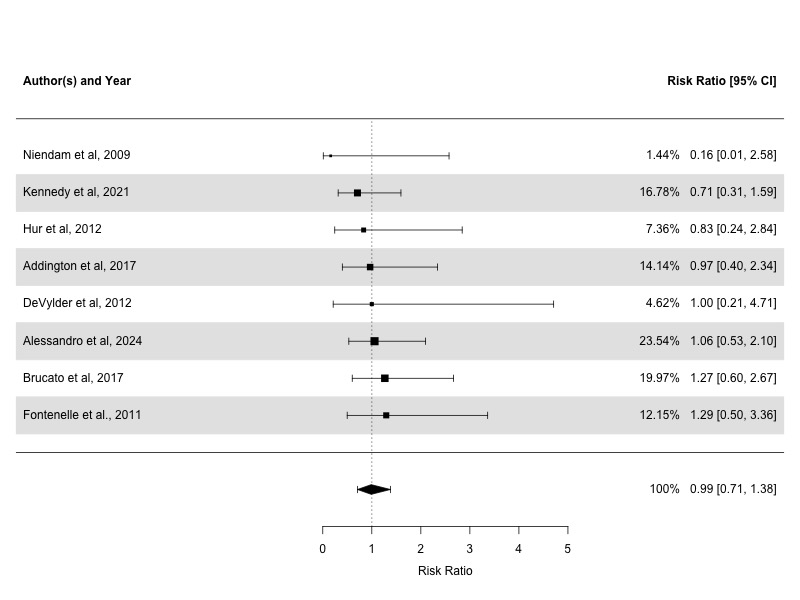 Author(s) and Year Risk Ratio [95% CI]
Niendam et al, 2009 1.44% 0.16 [0.01, 2.58]
Kennedy et al, 2021 16.78% 0.71 [0.31, 1.59]
Hur et al, 2012 7.36% 0.83 [0.24, 2.84]
Addington et al, 2017 14.14% 0.97 [0.40, 2.34]
DeVylder et al, 2012 4.62% 1.00 [0.21, 4.71]
Alessandro et al, 2024 23.54% 1.06 [0.53, 2.10]
Brucato et al, 2017 19.97% 1.27 [0.60, 2.67]
Fontenelle et al., 2011 12.15% 1.29 [0.50, 3.36]
100% 0.99 [0.71, 1.38]
0 1 2 3 4 5
Risk Ratio